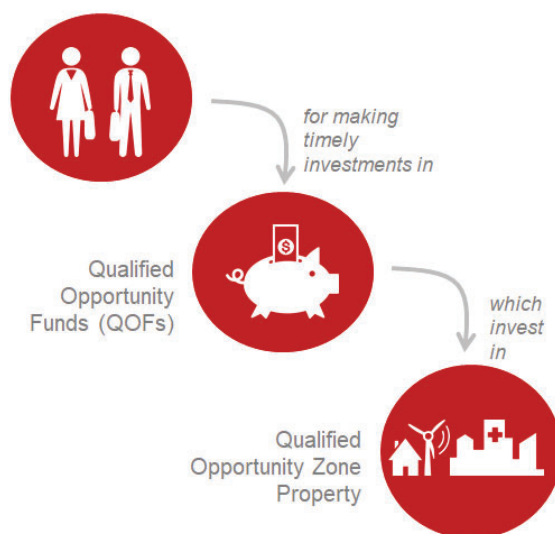 for making
timely
investments in
$
Qualified
Opportunity
Funds (QOFs)
which
invest
in
Qualified
Opportunity Zone
Property